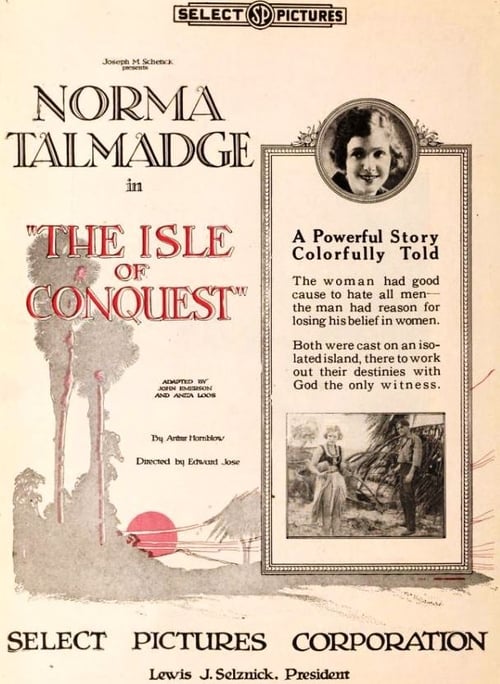 SELECT SP PICTURES
Joseph M. Schenck
presents
NORMA
TALMADGE
in
"THE ISLE
OF
CONQUEST"
ADAPTED BY
JOHN EMERSON
AND ANITA LOOS
By Arthur Hornblow
Directed by Edward Jose
A Powerful Story
Colorfully Told
The woman had good
cause to hate all men—
the man had reason for
losing his belief in women.
Both were cast on an iso-
lated island, there to work
out their destinies with
God the only witness.
SELECT PICTURES CORPORATION
Lewis J. Selznick, President